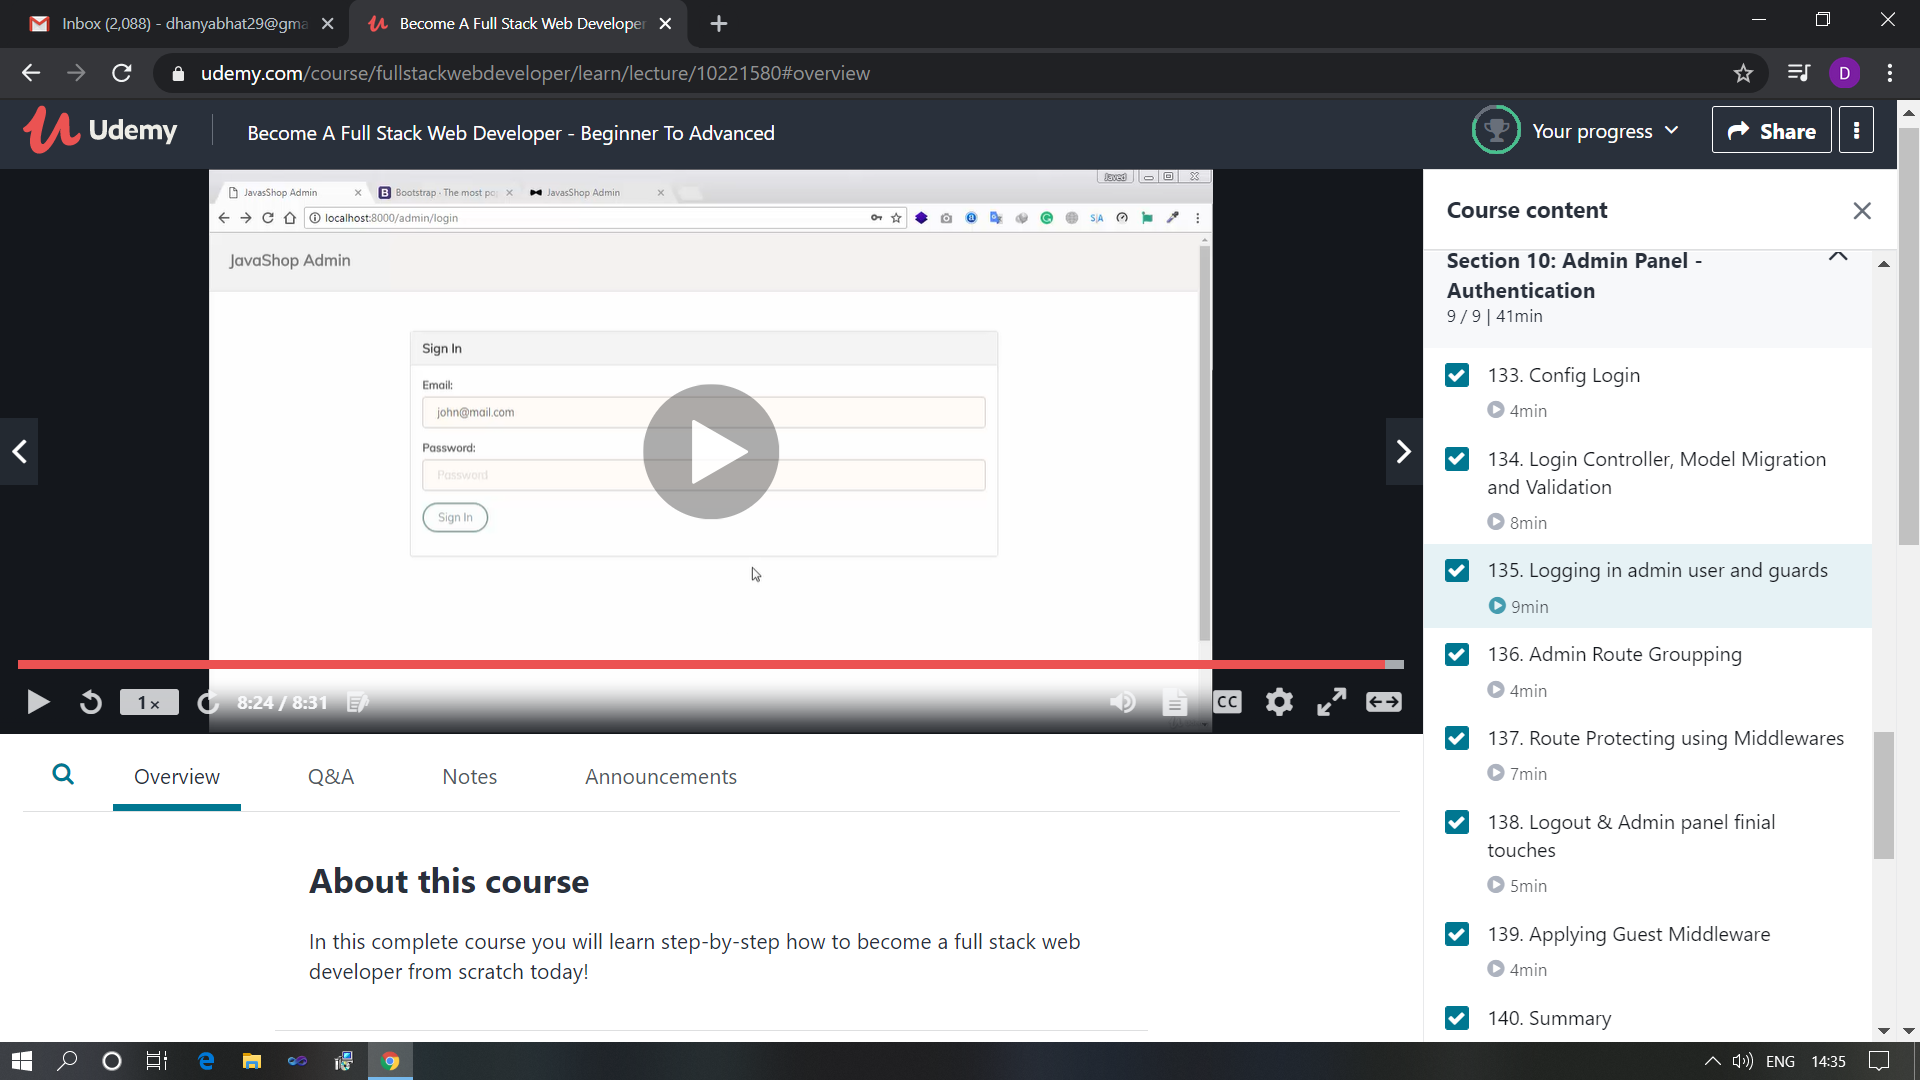 Inbox (2,088) - dhanyabhat29@gma
Become A Full Stack Web Developer
udemy.com/course/fullstackwebdeveloper/learn/lecture/10221580#overview
D
Udemy
Become A Full Stack Web Developer - Beginner To Advanced
Your progress
Share
JavasShop Admin
Bootstrap · The most po
JavasShop Admin
Javed
localhost:8000/admin/login
JavaShop Admin
Sign In
Email:
john@mail.com
Password:
Password
Sign In
1x
8:24 / 8:31
CC
Overview
Q&A
Notes
Announcements
About this course
In this complete course you will learn step-by-step how to become a full stack web
developer from scratch today!
Course content
Section 10: Admin Panel -
Authentication
9 / 9 | 41min
133. Config Login
4min
134. Login Controller, Model Migration
and Validation
8min
135. Logging in admin user and guards
9min
136. Admin Route Groupping
4min
137. Route Protecting using Middlewares
7min
138. Logout & Admin panel finial
touches
5min
139. Applying Guest Middleware
4min
140. Summary
ENG
14:35